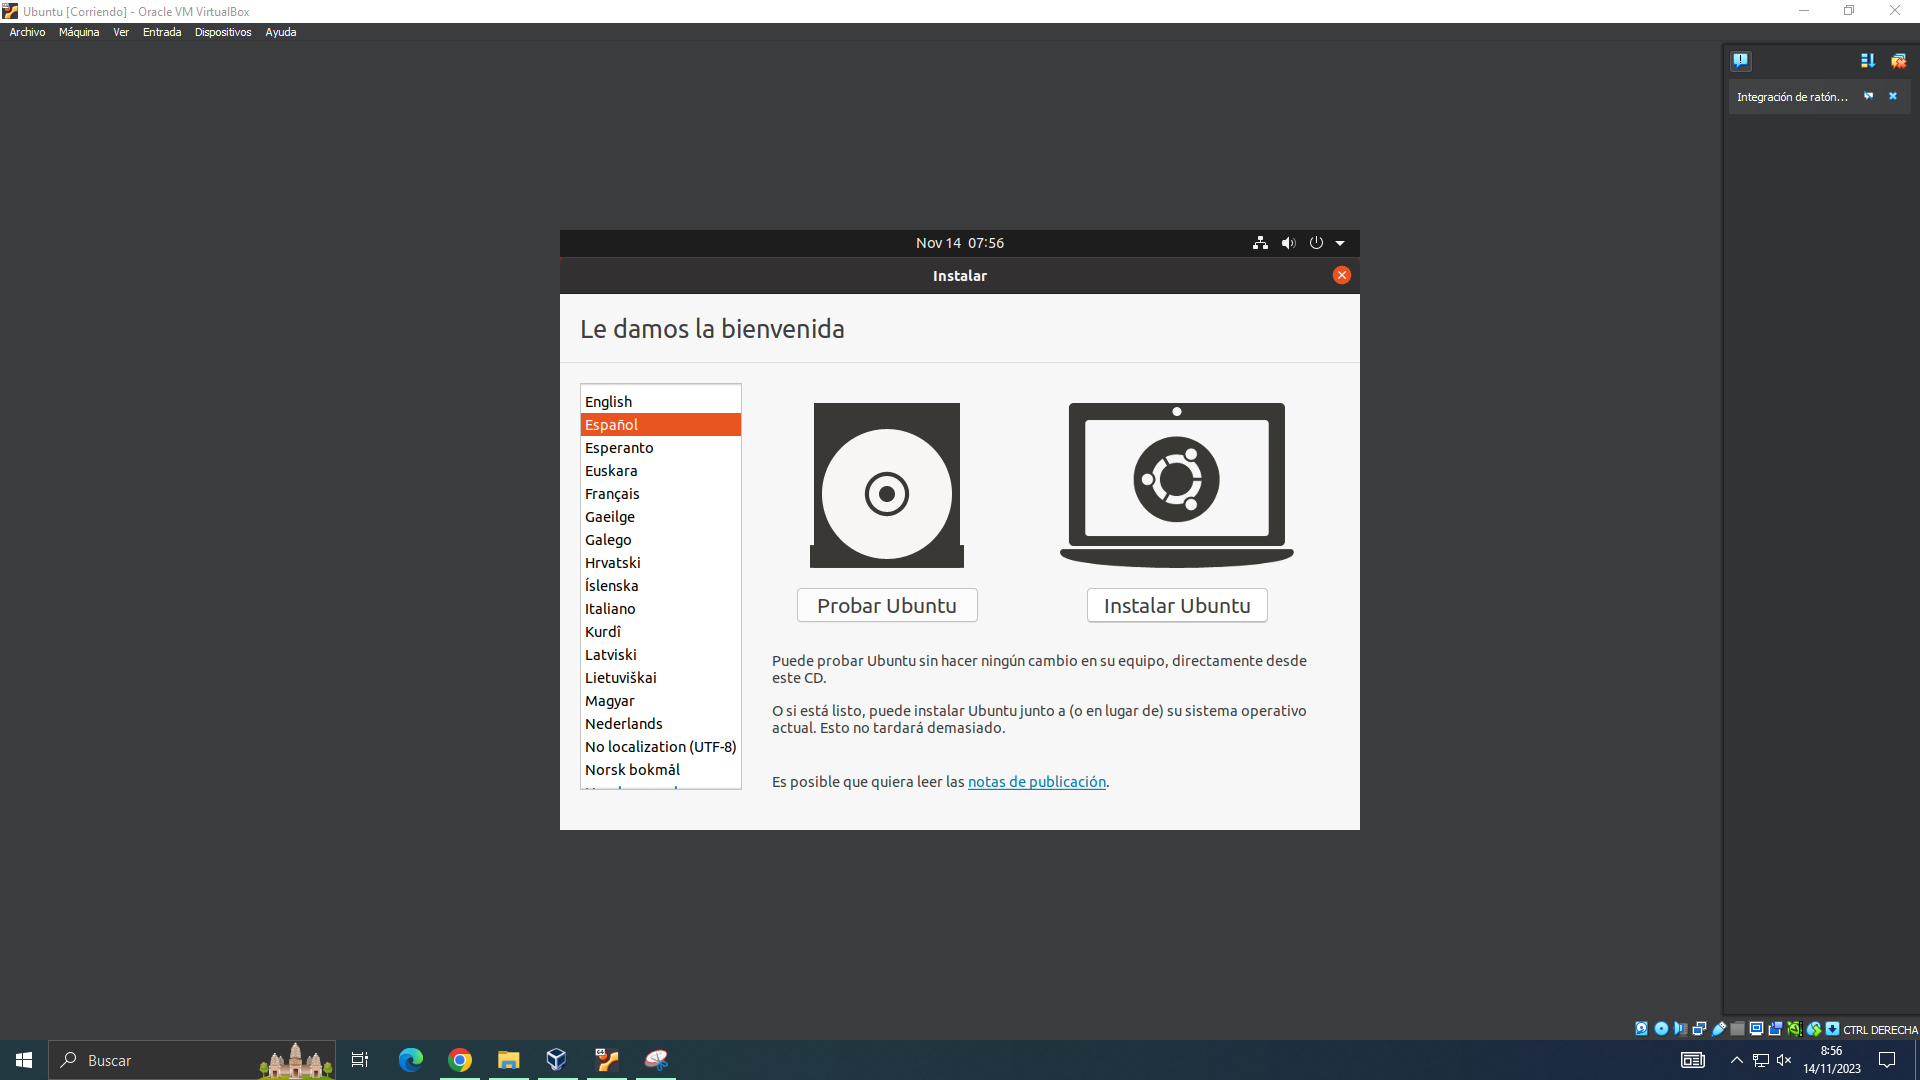 Ubuntu [Corriendo] - Oracle VM VirtualBox
Archivo Máquina Ver Entrada Dispositivos Ayuda
Integración de ratón...
Nov 14 07:56
Instalar
Le damos la bienvenida
English
Español
Esperanto
Euskara
Français
Gaeilge
Galego
Hrvatski
Íslenska
Italiano
Kurdî
Latviski
Lietuviškai
Magyar
Nederlands
No localization (UTF-8)
Norsk bokmål
Probar Ubuntu
Instalar Ubuntu
Puede probar Ubuntu sin hacer ningún cambio en su equipo, directamente desde
este CD.
O si está listo, puede instalar Ubuntu junto a (o en lugar de) su sistema operativo
actual. Esto no tardará demasiado.
Es posible que quiera leer las notas de publicación.
CTRL DERECHA
Buscar
8:56
14/11/2023